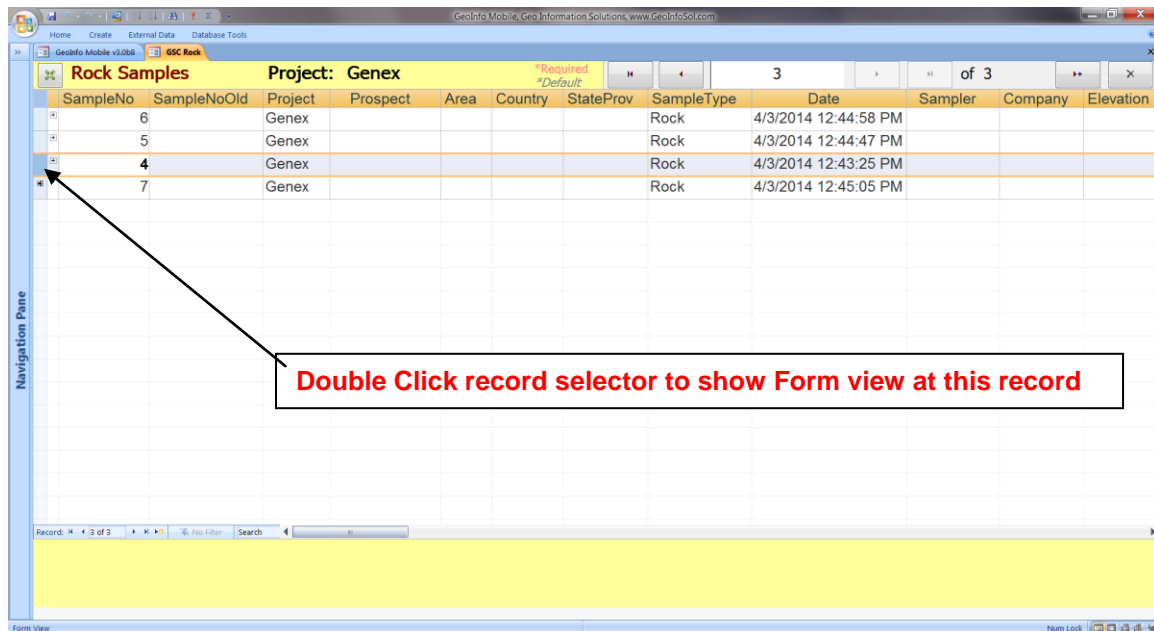 GeoInfo Mobile, Geo Information Solutions, www.GeoInfoSol.com
Home Create External Data Database Tools
GeoInfo Mobile v3.0b8 GSC Rock
Rock Samples Project: Genex *Required 3 of 3
*Default
SampleNo SampleNoOld Project Prospect Area Country StateProv SampleType Date Sampler Company Elevation
6 Genex Rock 4/3/2014 12:44:58 PM
5 Genex Rock 4/3/2014 12:44:47 PM
4 Genex Rock 4/3/2014 12:43:25 PM
7 Genex Rock 4/3/2014 12:45:05 PM
Navigation Pane
Double Click record selector to show Form view at this record
Record: 3 of 3 No Filter Search
Form View Num Lock